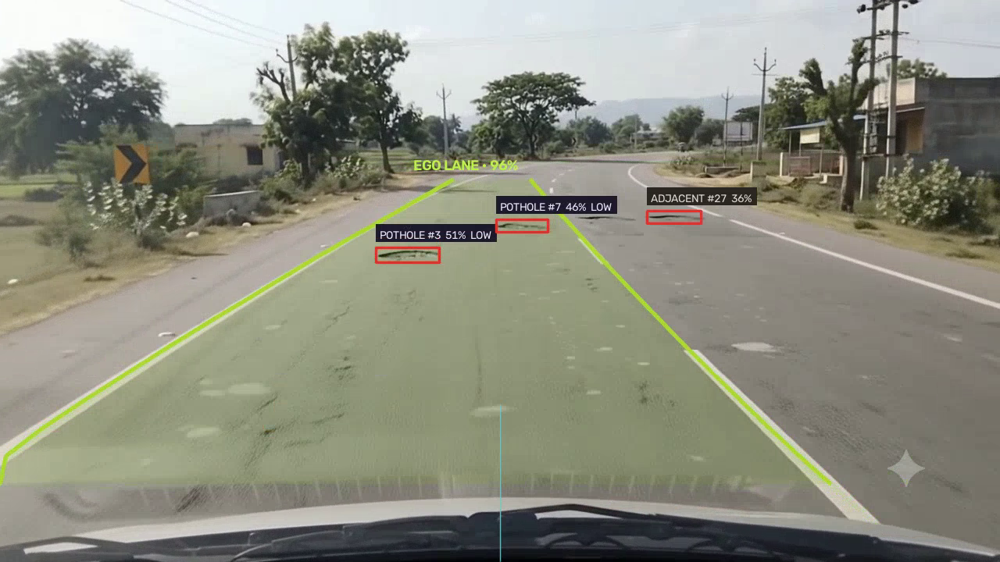 EGO LANE · 96%
POTHOLE #7 46% LOW
ADJACENT #27 36%
POTHOLE #3 51% LOW